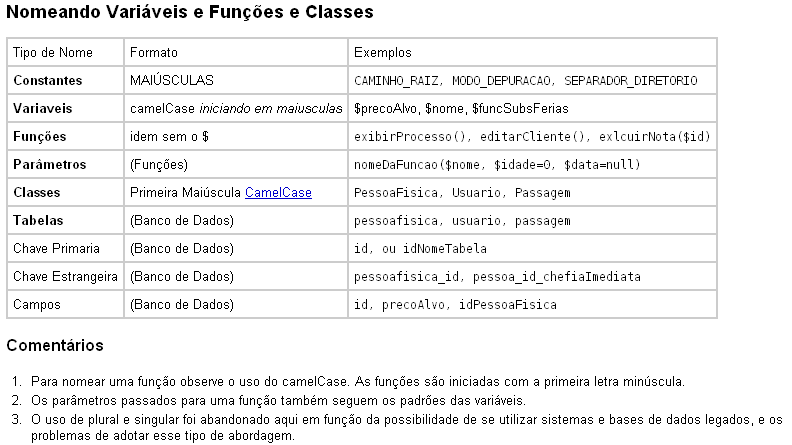 Nomeando Variáveis e Funções e Classes
Tipo de Nome Formato Exemplos
Constantes MAIÚSCULAS CAMINHO_RAIZ, MODO_DEPURACAO, SEPARADOR_DIRETORIO
Variaveis camelCase iniciando em maiusculas $precoAlvo, $nome, $funcSubsFerias
Funções idem sem o $ exibirProcesso(), editarCliente(), exlcuirNota($id)
Parâmetros (Funções) nomeDaFuncao($nome, $idade=0, $data=null)
Classes Primeira Maiúscula CamelCase PessoaFisica, Usuario, Passagem
Tabelas (Banco de Dados) pessoafisica, usuario, passagem
Chave Primaria (Banco de Dados) id, ou idNomeTabela
Chave Estrangeira (Banco de Dados) pessoafisica_id, pessoa_id_chefiaImediata
Campos (Banco de Dados) id, precoAlvo, idPessoaFisica
Comentários
1. Para nomear uma função observe o uso do camelCase. As funções são iniciadas com a primeira letra minúscula.
2. Os parâmetros passados para uma função também seguem os padrões das variáveis.
3. O uso de plural e singular foi abandonado aqui em função da possibilidade de se utilizar sistemas e bases de dados legados, e os
problemas de adotar esse tipo de abordagem.